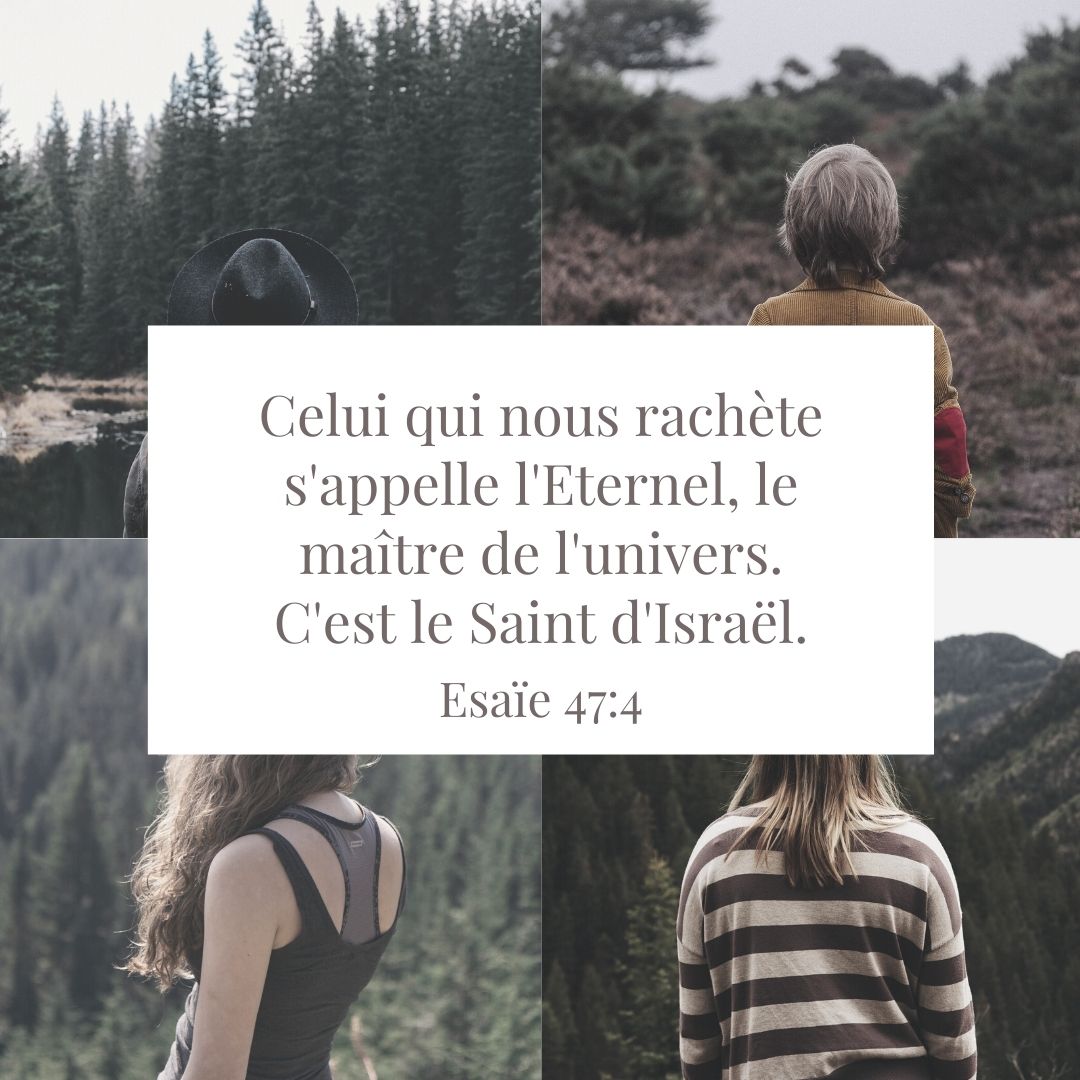 Celui qui nous rachète
s'appelle l'Eternel, le
maître de l'univers.
C'est le Saint d'Israël.
Esaïe 47:4